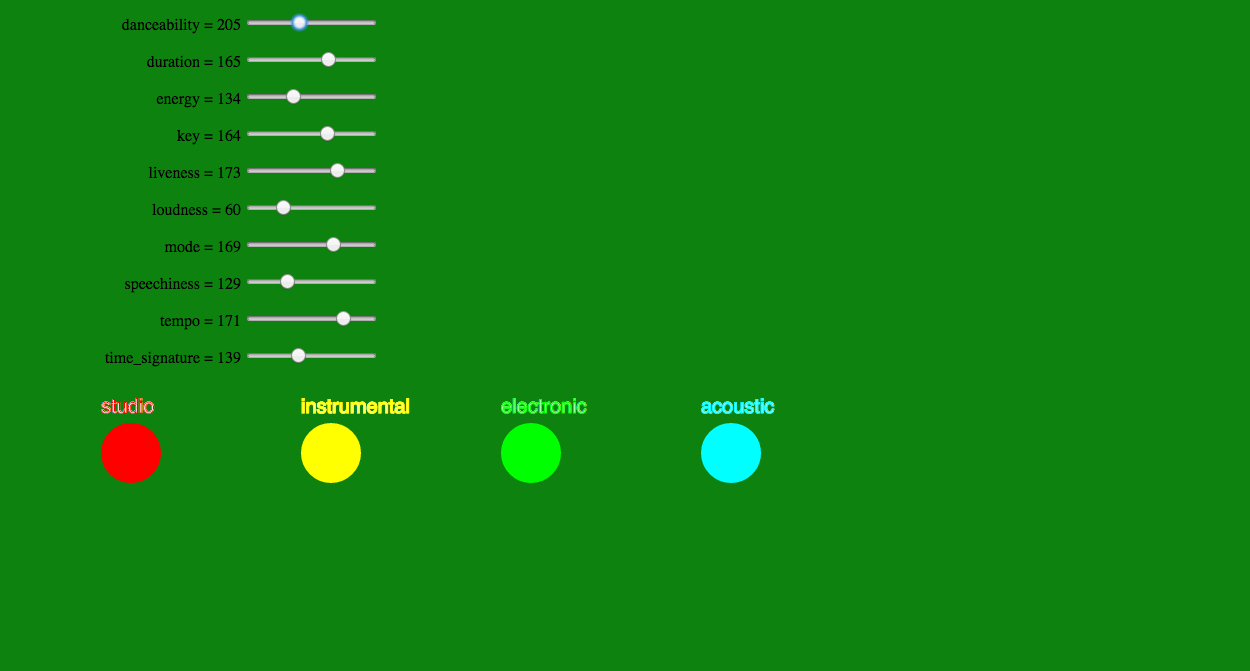 danceability = 205
duration = 165
energy = 134
key = 164
liveness = 173
loudness = 60
mode = 169
speechiness = 129
tempo = 171
time_signature = 139
studio instrumental electronic acoustic